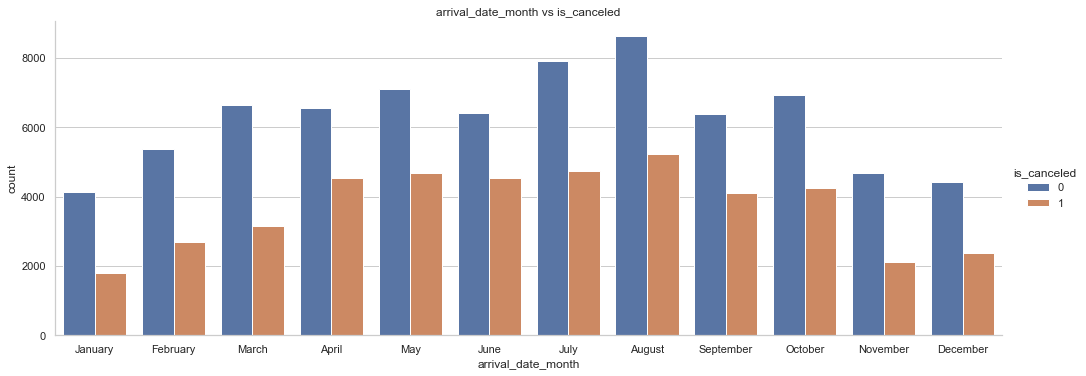 arrival_date_month vs is_canceled
count
8000
6000
4000
2000
0
January February March April May June July August September October November December
arrival_date_month
is_canceled
0
1